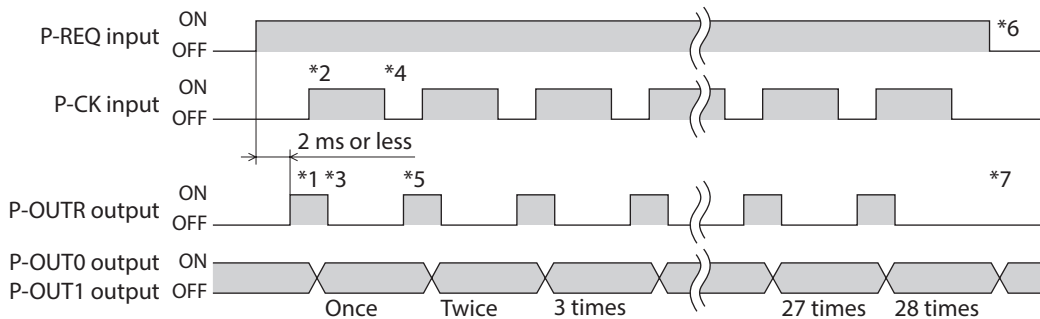 P-REQ input ON
OFF *6
P-CK input ON
OFF *2 *4
2 ms or less
P-OUTR output ON
OFF *1 *3 *5 *7
P-OUT0 output ON
P-OUT1 output OFF
Once Twice 3 times 27 times 28 times